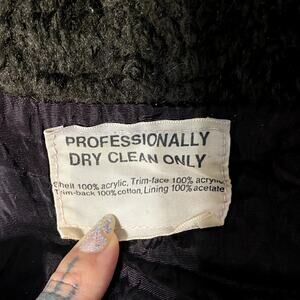 PROFESSIONALLY
DRY CLEAN ONLY
Shell 100% acrylic, Trim-face 100% acrylic
Trim-back 100% cotton, Lining 100% acetate